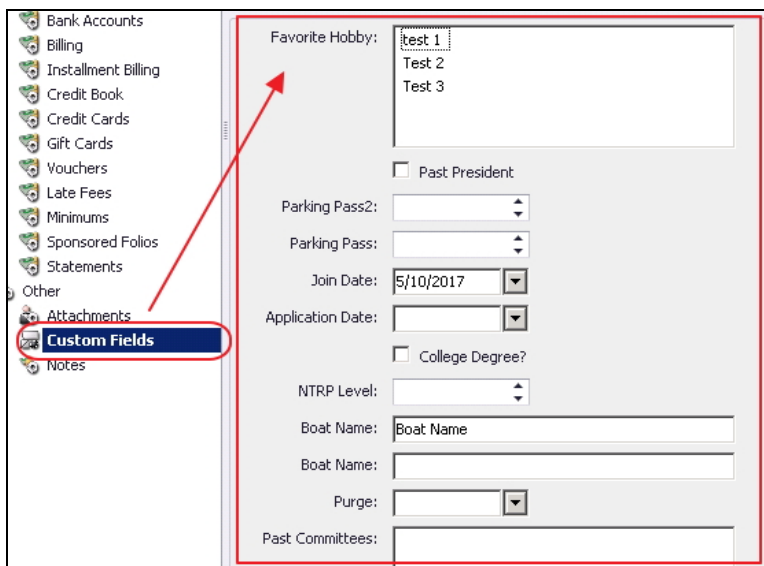 Bank Accounts
Billing
Installment Billing
Credit Book
Credit Cards
Gift Cards
Vouchers
Late Fees
Minimums
Sponsored Folios
Statements
Other
Attachments
Custom Fields
Notes
Favorite Hobby:
test 1
Test 2
Test 3
Past President
Parking Pass2:
Parking Pass:
Join Date: 5/10/2017
Application Date:
College Degree?
NTRP Level:
Boat Name: Boat Name
Boat Name:
Purge:
Past Committees: